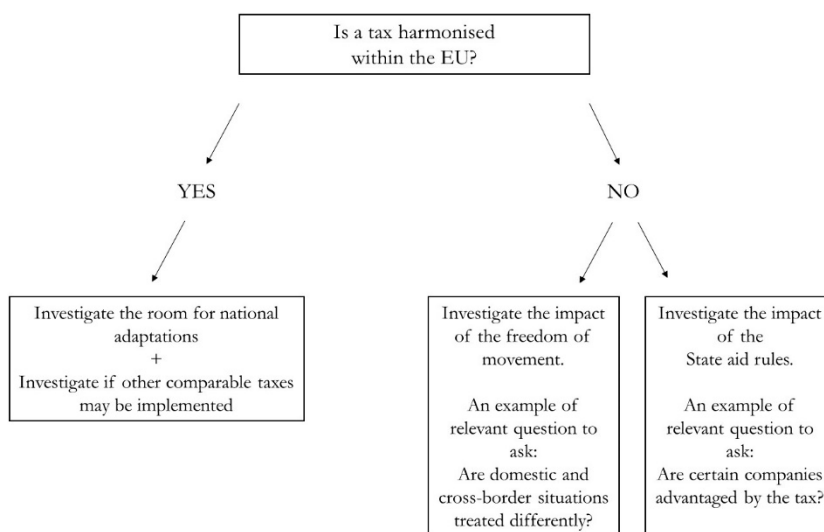 Is a tax harmonised
within the EU?
YES
NO
Investigate the room for national
adaptations
+
Investigate if other comparable taxes
may be implemented
Investigate the impact
of the freedom of
movement.
An example of
relevant question to
ask:
Are domestic and
cross-border situations
treated differently?
Investigate the impact
of the
State aid rules.
An example of
relevant question to
ask:
Are certain companies
advantaged by the tax?